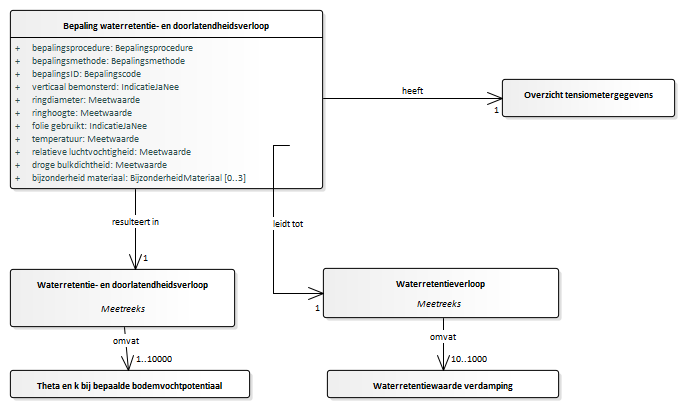 Bepaling waterretentie- en doorlatendheidsverloop
+ bepalingsprocedure: Bepalingsprocedure
+ bepalingsmethode: Bepalingsmethode
+ bepalingsID: Bepalingscode
+ verticaal bemonsterd: IndicatieJaNee
+ ringdiameter: Meetwaarde
+ ringhoogte: Meetwaarde
+ folie gebruikt: IndicatieJaNee
+ temperatuur: Meetwaarde
+ relatieve luchtvochtigheid: Meetwaarde
+ droge bulkdichtheid: Meetwaarde
+ bijzonderheid materiaal: BijzonderheidMateriaal [0..3]
heeft
1
Overzicht tensiometergegevens
resulteert in
1
leidt tot
1
Waterretentie- en doorlatendheidsverloop
Meetreeks
Waterretentieverloop
Meetreeks
omvat
1..10000
omvat
10..1000
Theta en k bij bepaalde bodemvochtpotentiaal
Waterretentiewaarde verdamping